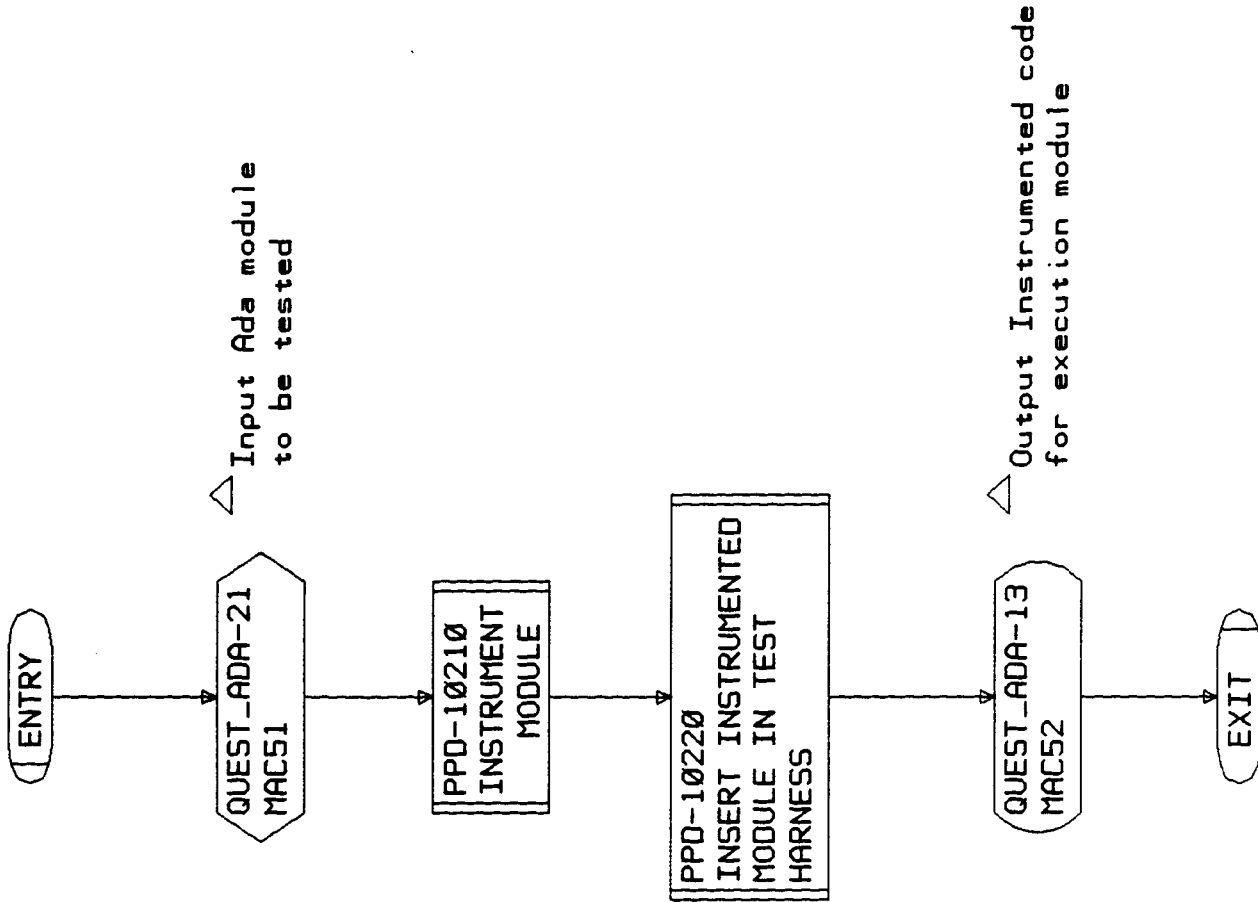 ENTRY
QUEST_ADA-21
MAC51
Input Ada module
to be tested
PPD-10210
INSTRUMENT
MODULE
PPD-10220
INSERT INSTRUMENTED
MODULE IN TEST
HARNESS
QUEST_ADA-13
MAC52
Output Instrumented code
for execution module
EXIT